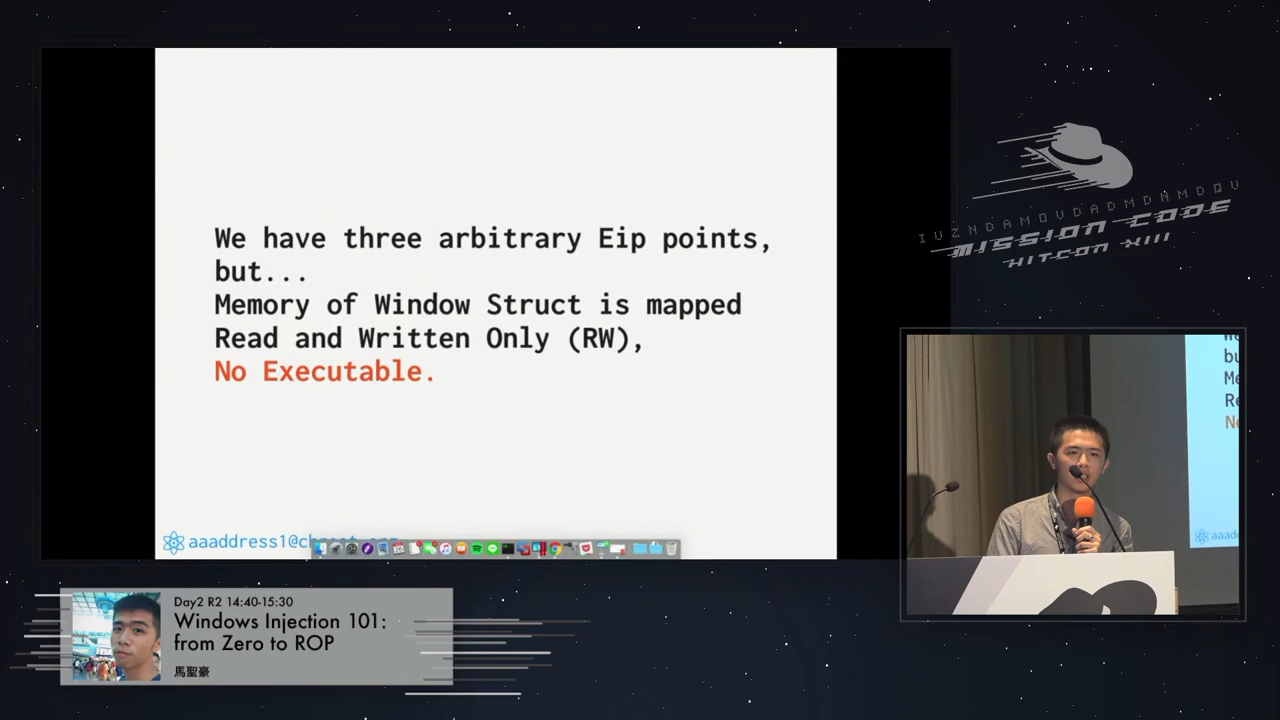 We have three arbitrary Eip points,
but...
Memory of Window Struct is mapped
Read and Written Only (RW),
No Executable.
aaaddress1@
IVZNDAMOVDADMDNMDQV
MISSION CODE
HITCON XIII
Day2 R2 14:40-15:30
Windows Injection 101:
from Zero to ROP
馬聖豪